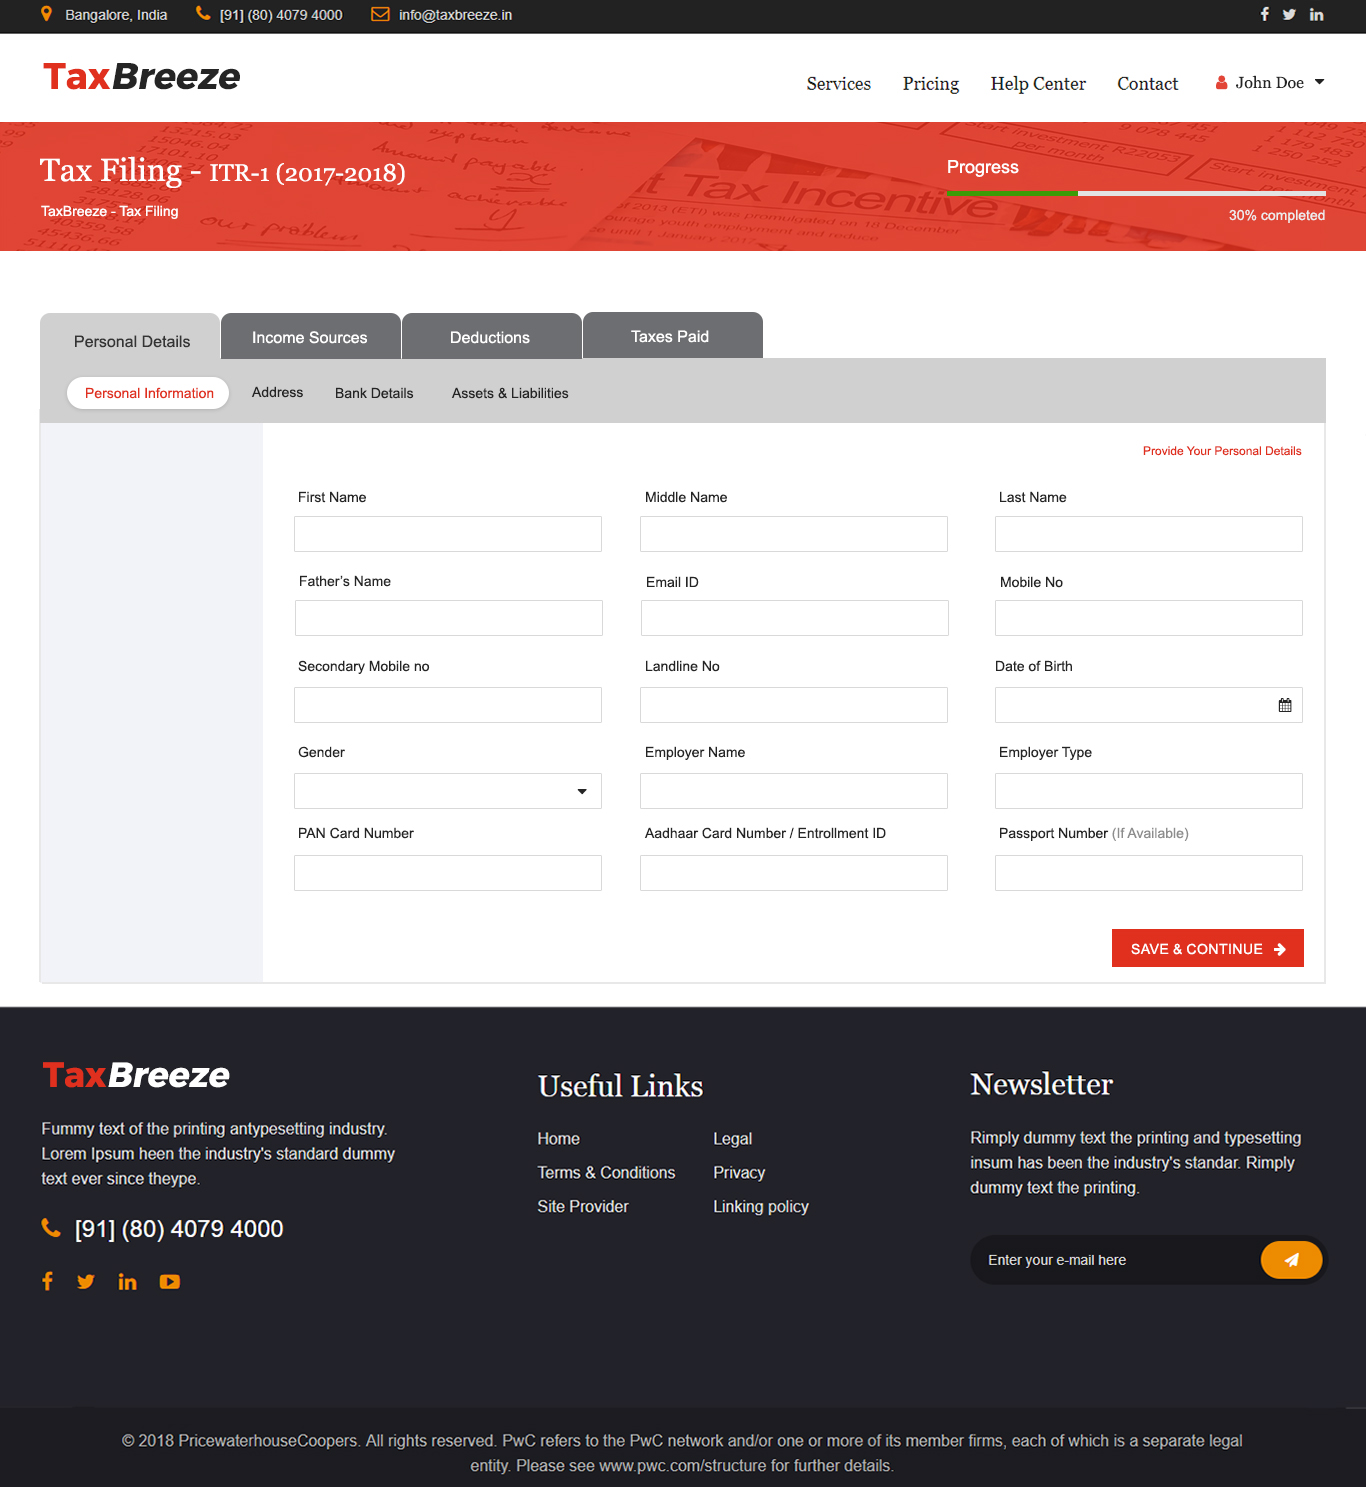 Bangalore, India [91] (80) 4079 4000 info@taxbreeze.in
TaxBreeze
Services Pricing Help Center Contact John Doe
Tax Filing - ITR-1 (2017-2018)
TaxBreeze - Tax Filing
Progress
30% completed
Personal Details Income Sources Deductions Taxes Paid
Personal Information Address Bank Details Assets & Liabilities
Provide Your Personal Details
First Name Middle Name Last Name
Father's Name Email ID Mobile No
Secondary Mobile no Landline No Date of Birth
Gender Employer Name Employer Type
PAN Card Number Aadhaar Card Number / Entrollment ID Passport Number (If Available)
SAVE & CONTINUE
TaxBreeze
Fummy text of the printing antypesetting industry.
Lorem Ipsum heen the industry's standard dummy
text ever since theype.
[91] (80) 4079 4000
Useful Links
Home Legal
Terms & Conditions Privacy
Site Provider Linking policy
Newsletter
Rimply dummy text the printing and typesetting
insum has been the industry's standar. Rimply
dummy text the printing.
Enter your e-mail here
© 2018 PricewaterhouseCoopers. All rights reserved. PwC refers to the PwC network and/or one or more of its member firms, each of which is a separate legal
entity. Please see www.pwc.com/structure for further details.